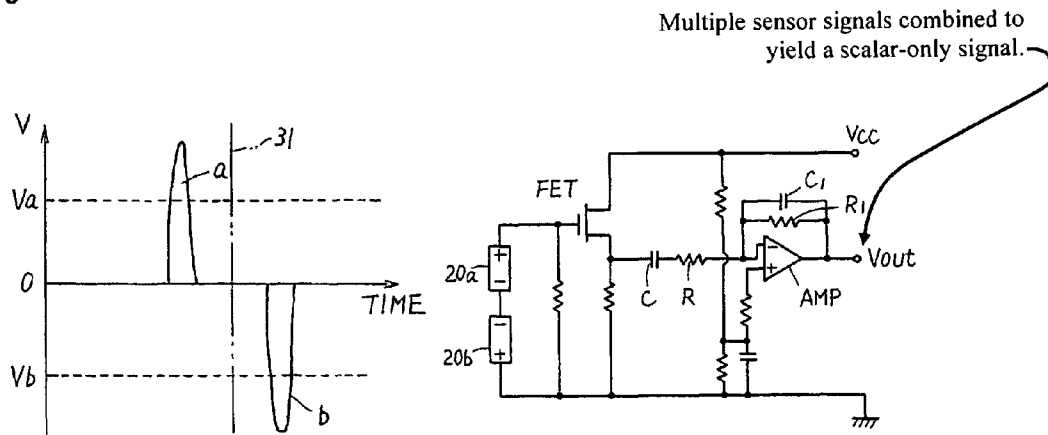 Multiple sensor signals combined to
yield a scalar-only signal.
V
a
31
Va
0
TIME
Vb
b
Vcc
FET
C1
R1
20a
+
-
C
R
-
+
AMP
Vout
20b
-
+